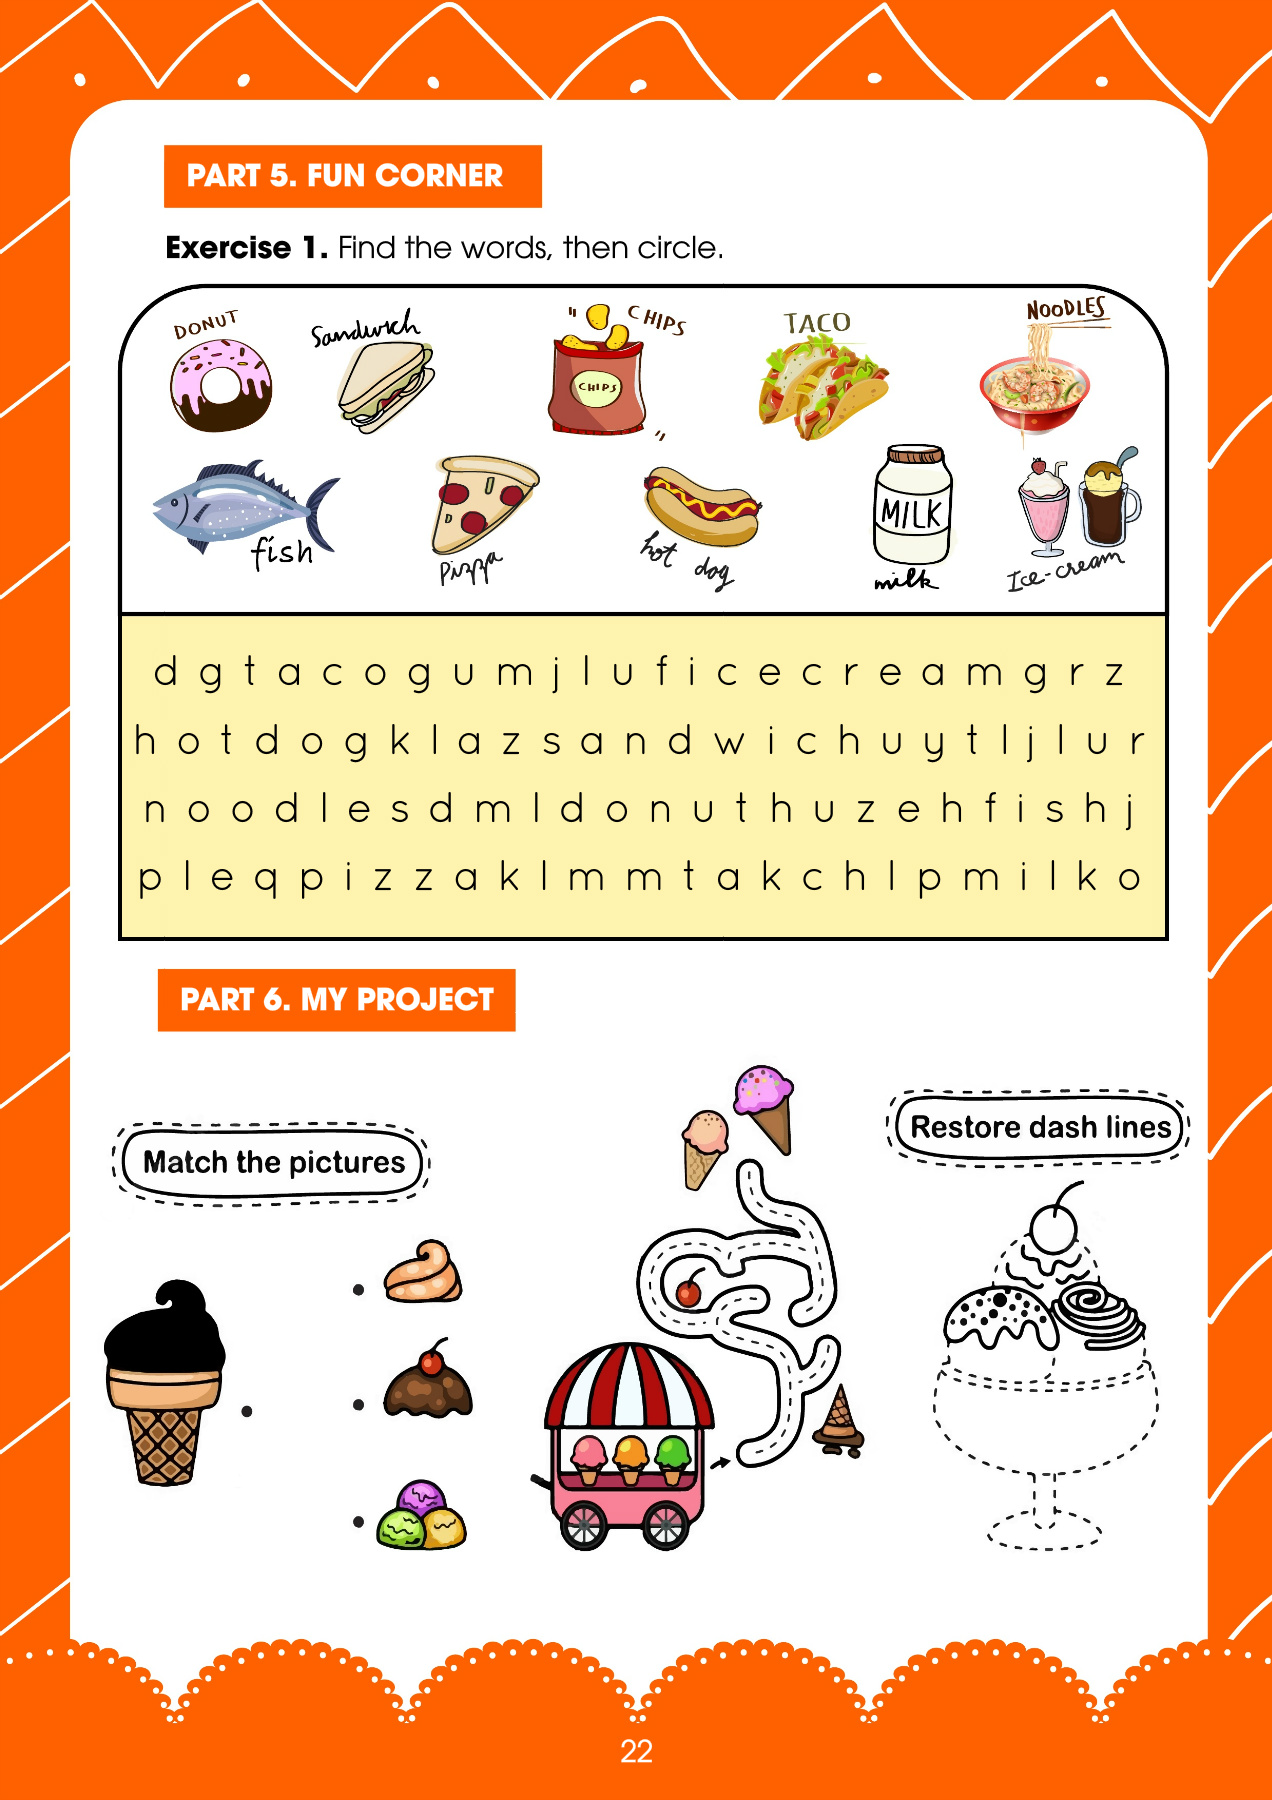 PART 5. FUN CORNER
Exercise 1. Find the words, then circle.
DONUT
Sandwich
" CHIPS
TACO
NOODLES
CHIPS
"
MILK
fish
Pizza
hot dog
milk
Ice-cream
d g t a c o g u m j l u f i c e c r e a m g r z
h o t d o g k l a z s a n d w i c h u y t l j l u r
n o o d l e s d m l d o n u t h u z e h f i s h j
p l e q p i z z a k l m m t a k c h l p m i l k o
PART 6. MY PROJECT
Match the pictures
Restore dash lines
22